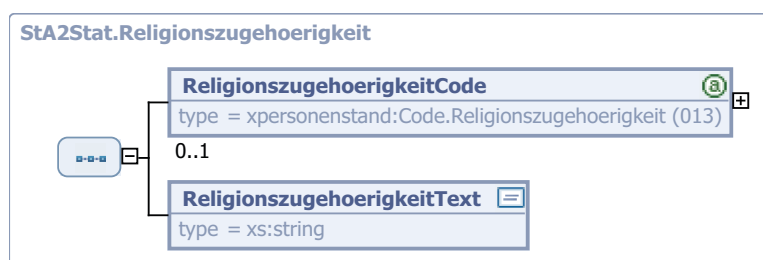 StA2Stat.Religionszugehoerigkeit
ReligionszugehoerigkeitCode
type = xpersonenstand:Code.Religionszugehoerigkeit (013)
0..1
ReligionszugehoerigkeitText
type = xs:string